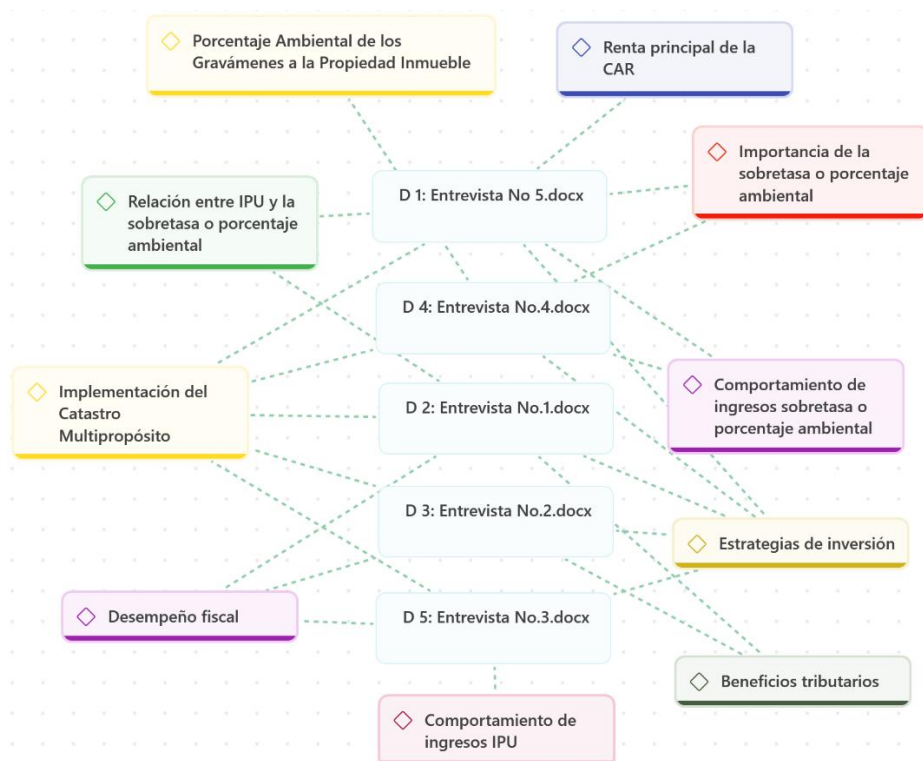 Porcentaje Ambiental de los
Gravámenes a la Propiedad Inmueble
Renta principal de la
CAR
Importancia de la
sobretasa o porcentaje
ambiental
D 1: Entrevista No 5.docx
Relación entre IPU y la
sobretasa o porcentaje
ambiental
D 4: Entrevista No.4.docx
Implementación del
Catastro
Multipropósito
D 2: Entrevista No.1.docx
Comportamiento de
ingresos sobretasa o
porcentaje ambiental
D 3: Entrevista No.2.docx
Estrategias de inversión
Desempeño fiscal
D 5: Entrevista No.3.docx
Beneficios tributarios
Comportamiento de
ingresos IPU